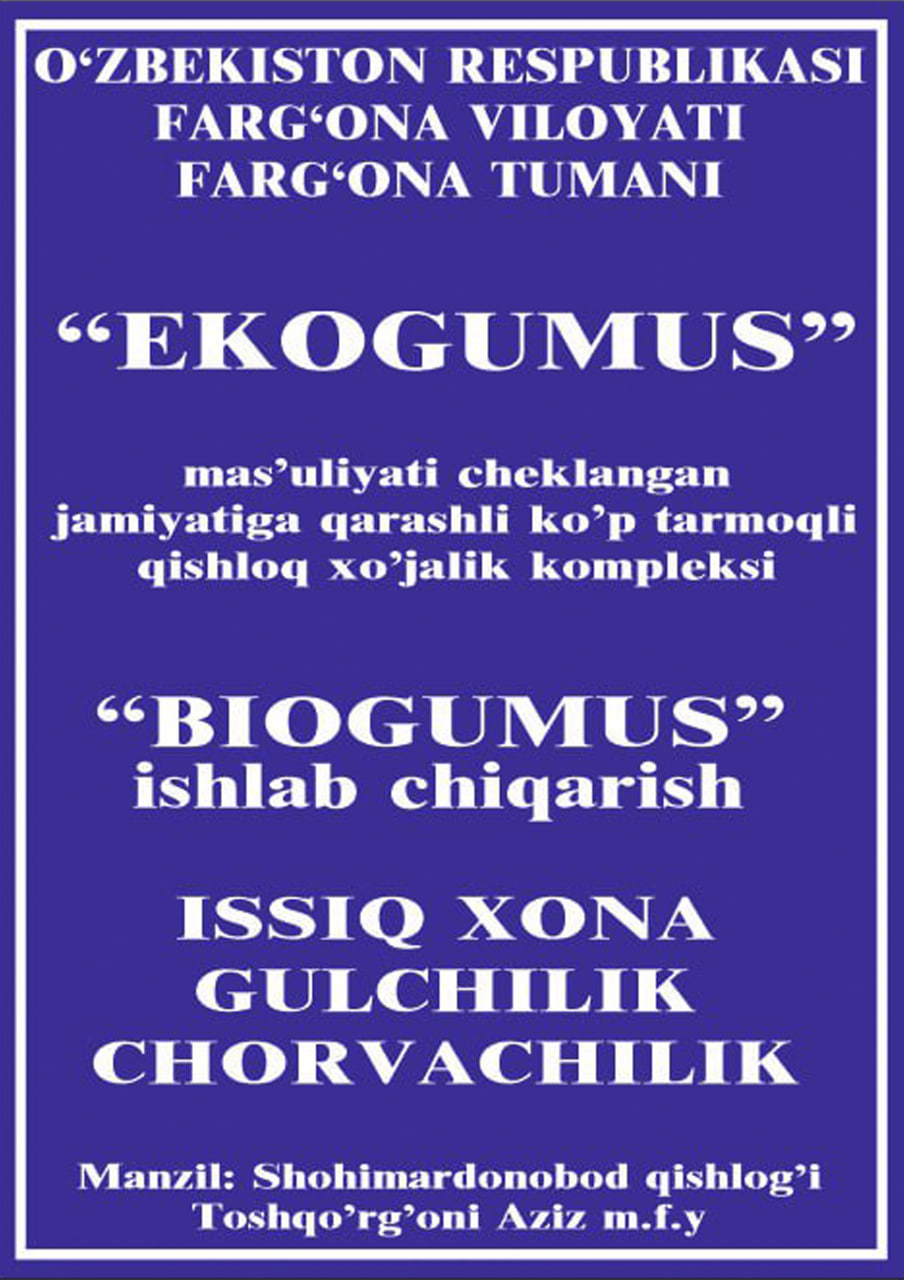 O‘ZBEKISTON RESPUBLIKASI
FARG‘ONA VILOYATI
FARG‘ONA TUMANI
“EKOGUMUS”
mas’uliyati cheklangan
jamiyatiga qarashli ko’p tarmoqli
qishloq xo’jalik kompleksi
“BIOGUMUS”
ishlab chiqarish
ISSIQ XONA
GULCHILIK
CHORVACHILIK
Manzil: Shohimardonobod qishlog’i
Toshqo’rg’oni Aziz m.f.y